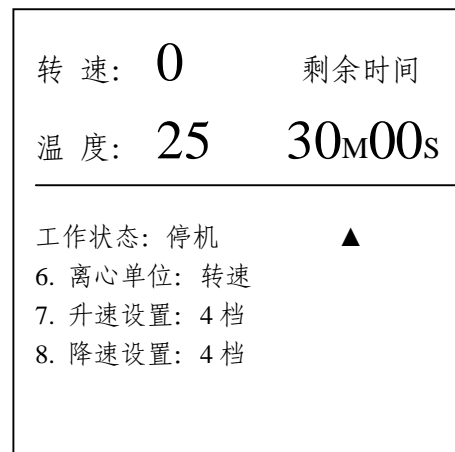 转 速： 0 剩余时间
温 度： 25 30M00S
工作状态：停机 ▲
6. 离心单位：转速
7. 升速设置：4 档
8. 降速设置：4 档